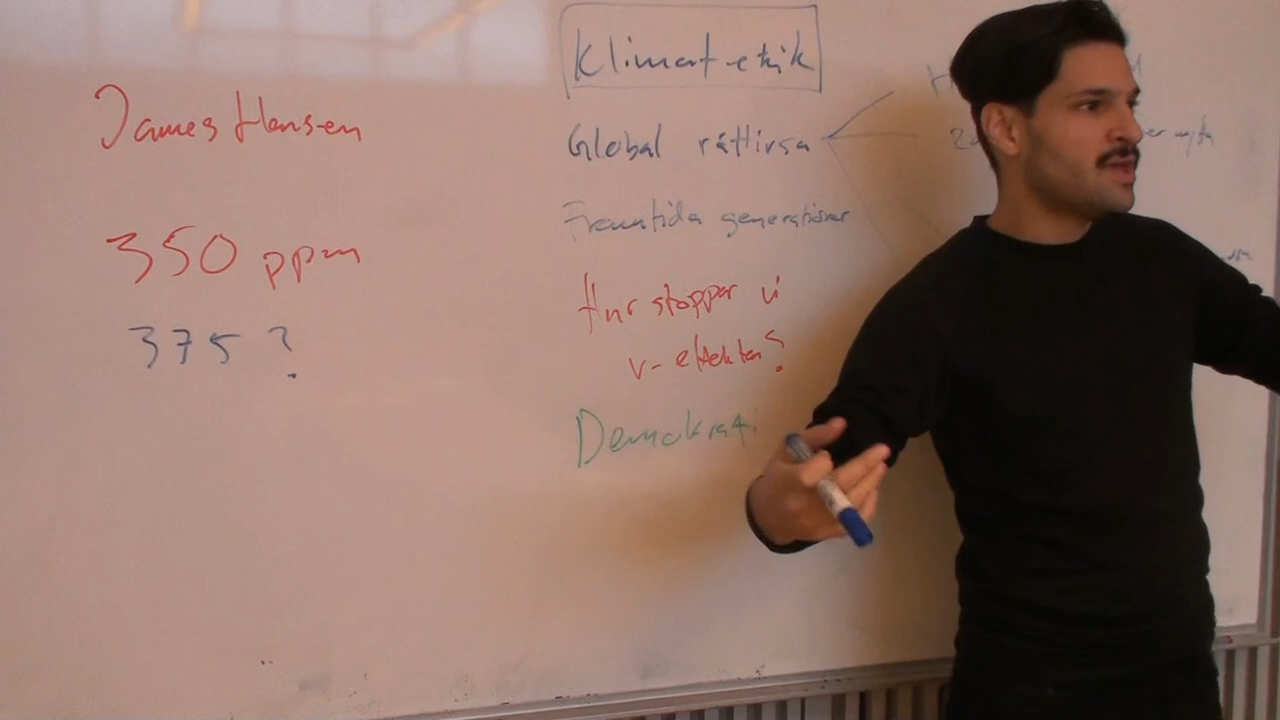 James Hansen
350 ppm
375 ?
Klimatetik
Global rättvisa
Framtida generationer
Hur stoppar vi
v-effekten?
Demokrati